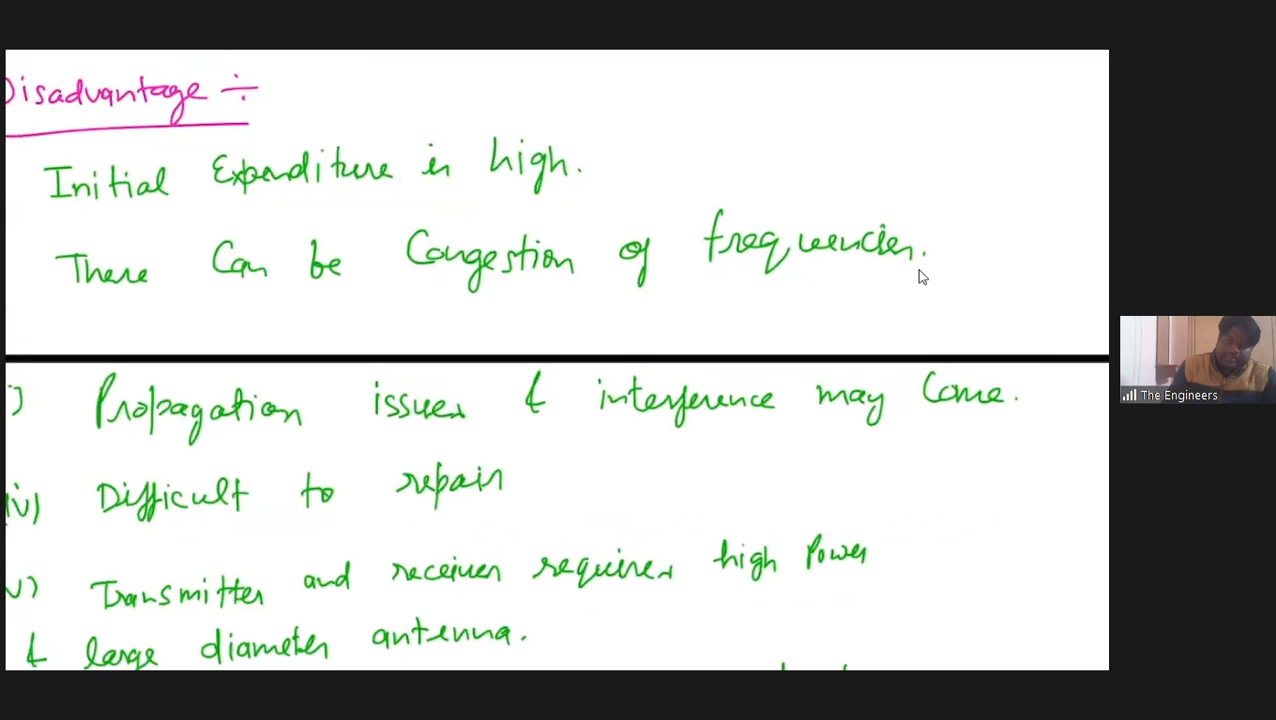 Disadvantage ÷
Initial Expenditure is high.
There Can be Congestion of frequencies.
) Propagation issues & interference may Come.
The Engineers
iv) Difficult to repair
v) Transmitter and receiver requires high Power
& large diameter antenna.